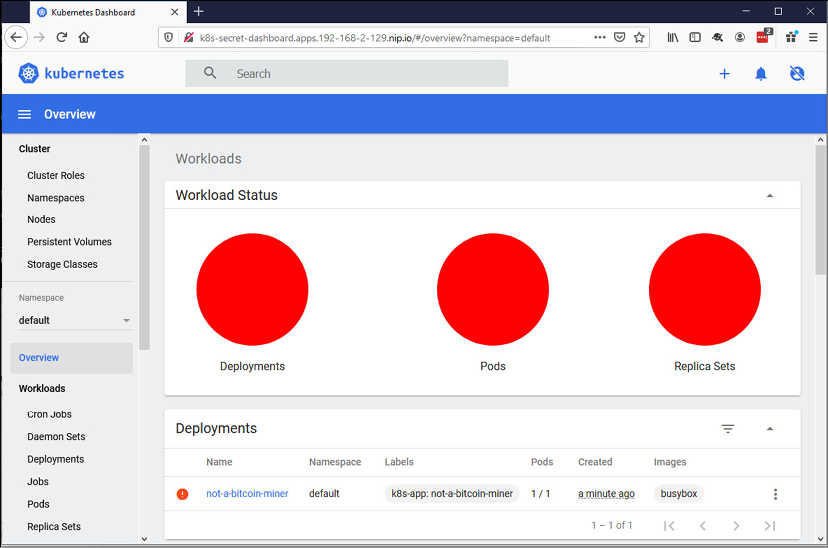 Kubernetes Dashboard
k8s-secret-dashboard.apps.192-168-2-129.nip.io/#/overview?namespace=default
2
kubernetes
Search
Overview
Cluster
Cluster Roles
Namespaces
Nodes
Persistent Volumes
Storage Classes
Namespace
default
Overview
Workloads
Cron Jobs
Daemon Sets
Deployments
Jobs
Pods
Replica Sets
Workloads
Workload Status
Deployments Pods Replica Sets
Deployments
Name Namespace Labels Pods Created Images
not-a-bitcoin-miner default k8s-app: not-a-bitcoin-miner 1 / 1 a minute ago busybox
1 – 1 of 1